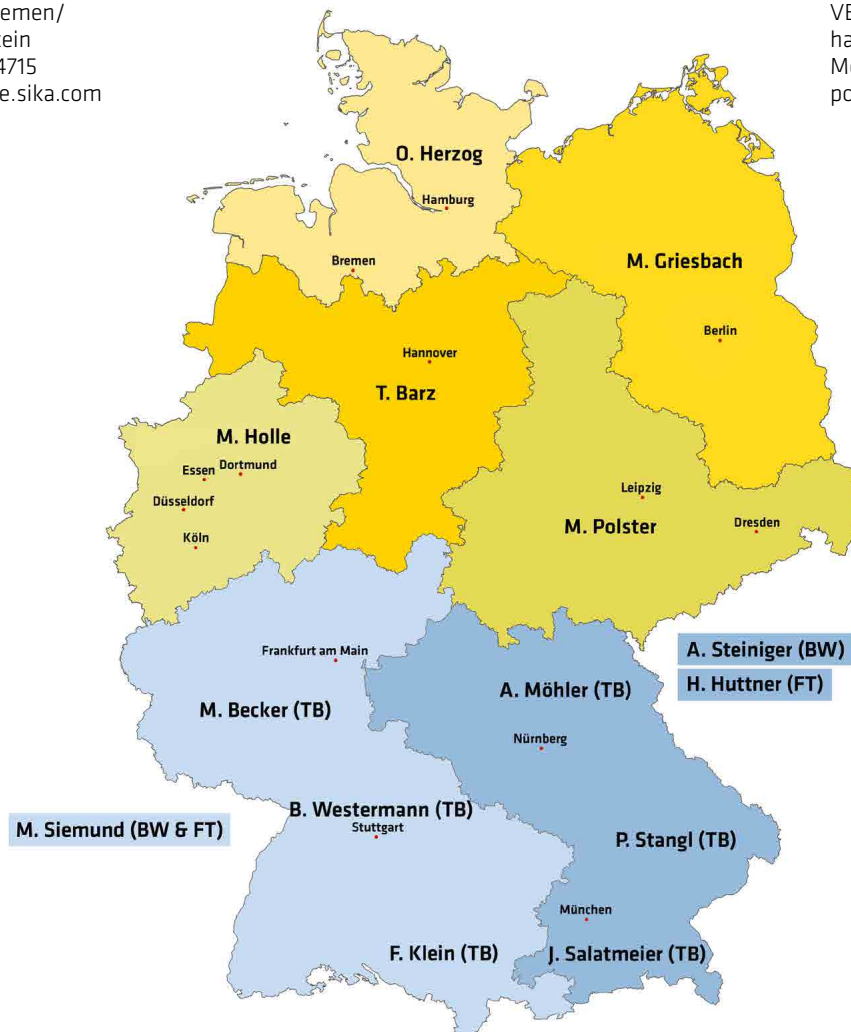 emen/
tein
4715
e.sika.com
VE
ha
Mo
po
O. Herzog
Hamburg
Bremen
M. Griesbach
Berlin
Hannover
T. Barz
M. Holle
Essen
Dortmund
Düsseldorf
Köln
Leipzig
M. Polster
Dresden
A. Steiniger (BW)
H. Huttner (FT)
Frankfurt am Main
M. Becker (TB)
A. Möhler (TB)
Nürnberg
B. Westermann (TB)
Stuttgart
M. Siemund (BW & FT)
P. Stangl (TB)
München
F. Klein (TB)
J. Salatmeier (TB)